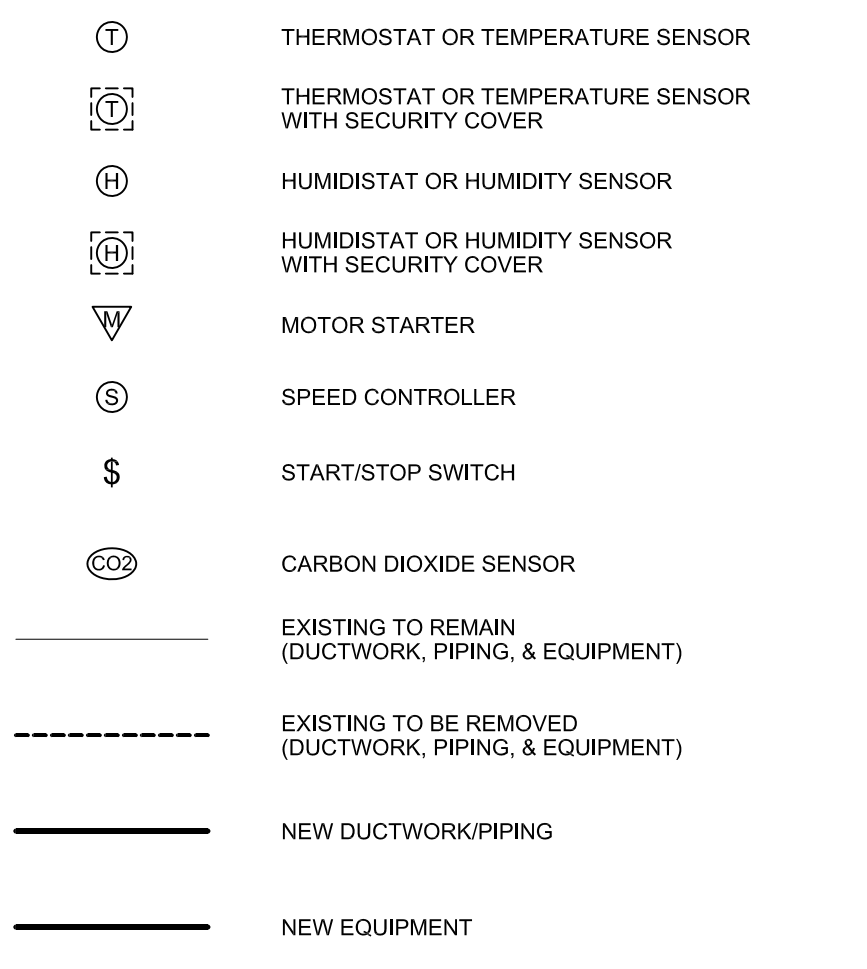 T THERMOSTAT OR TEMPERATURE SENSOR
T THERMOSTAT OR TEMPERATURE SENSOR
WITH SECURITY COVER
H HUMIDISTAT OR HUMIDITY SENSOR
H HUMIDISTAT OR HUMIDITY SENSOR
WITH SECURITY COVER
M MOTOR STARTER
S SPEED CONTROLLER
$ START/STOP SWITCH
CO2 CARBON DIOXIDE SENSOR
EXISTING TO REMAIN
(DUCTWORK, PIPING, & EQUIPMENT)
EXISTING TO BE REMOVED
(DUCTWORK, PIPING, & EQUIPMENT)
NEW DUCTWORK/PIPING
NEW EQUIPMENT